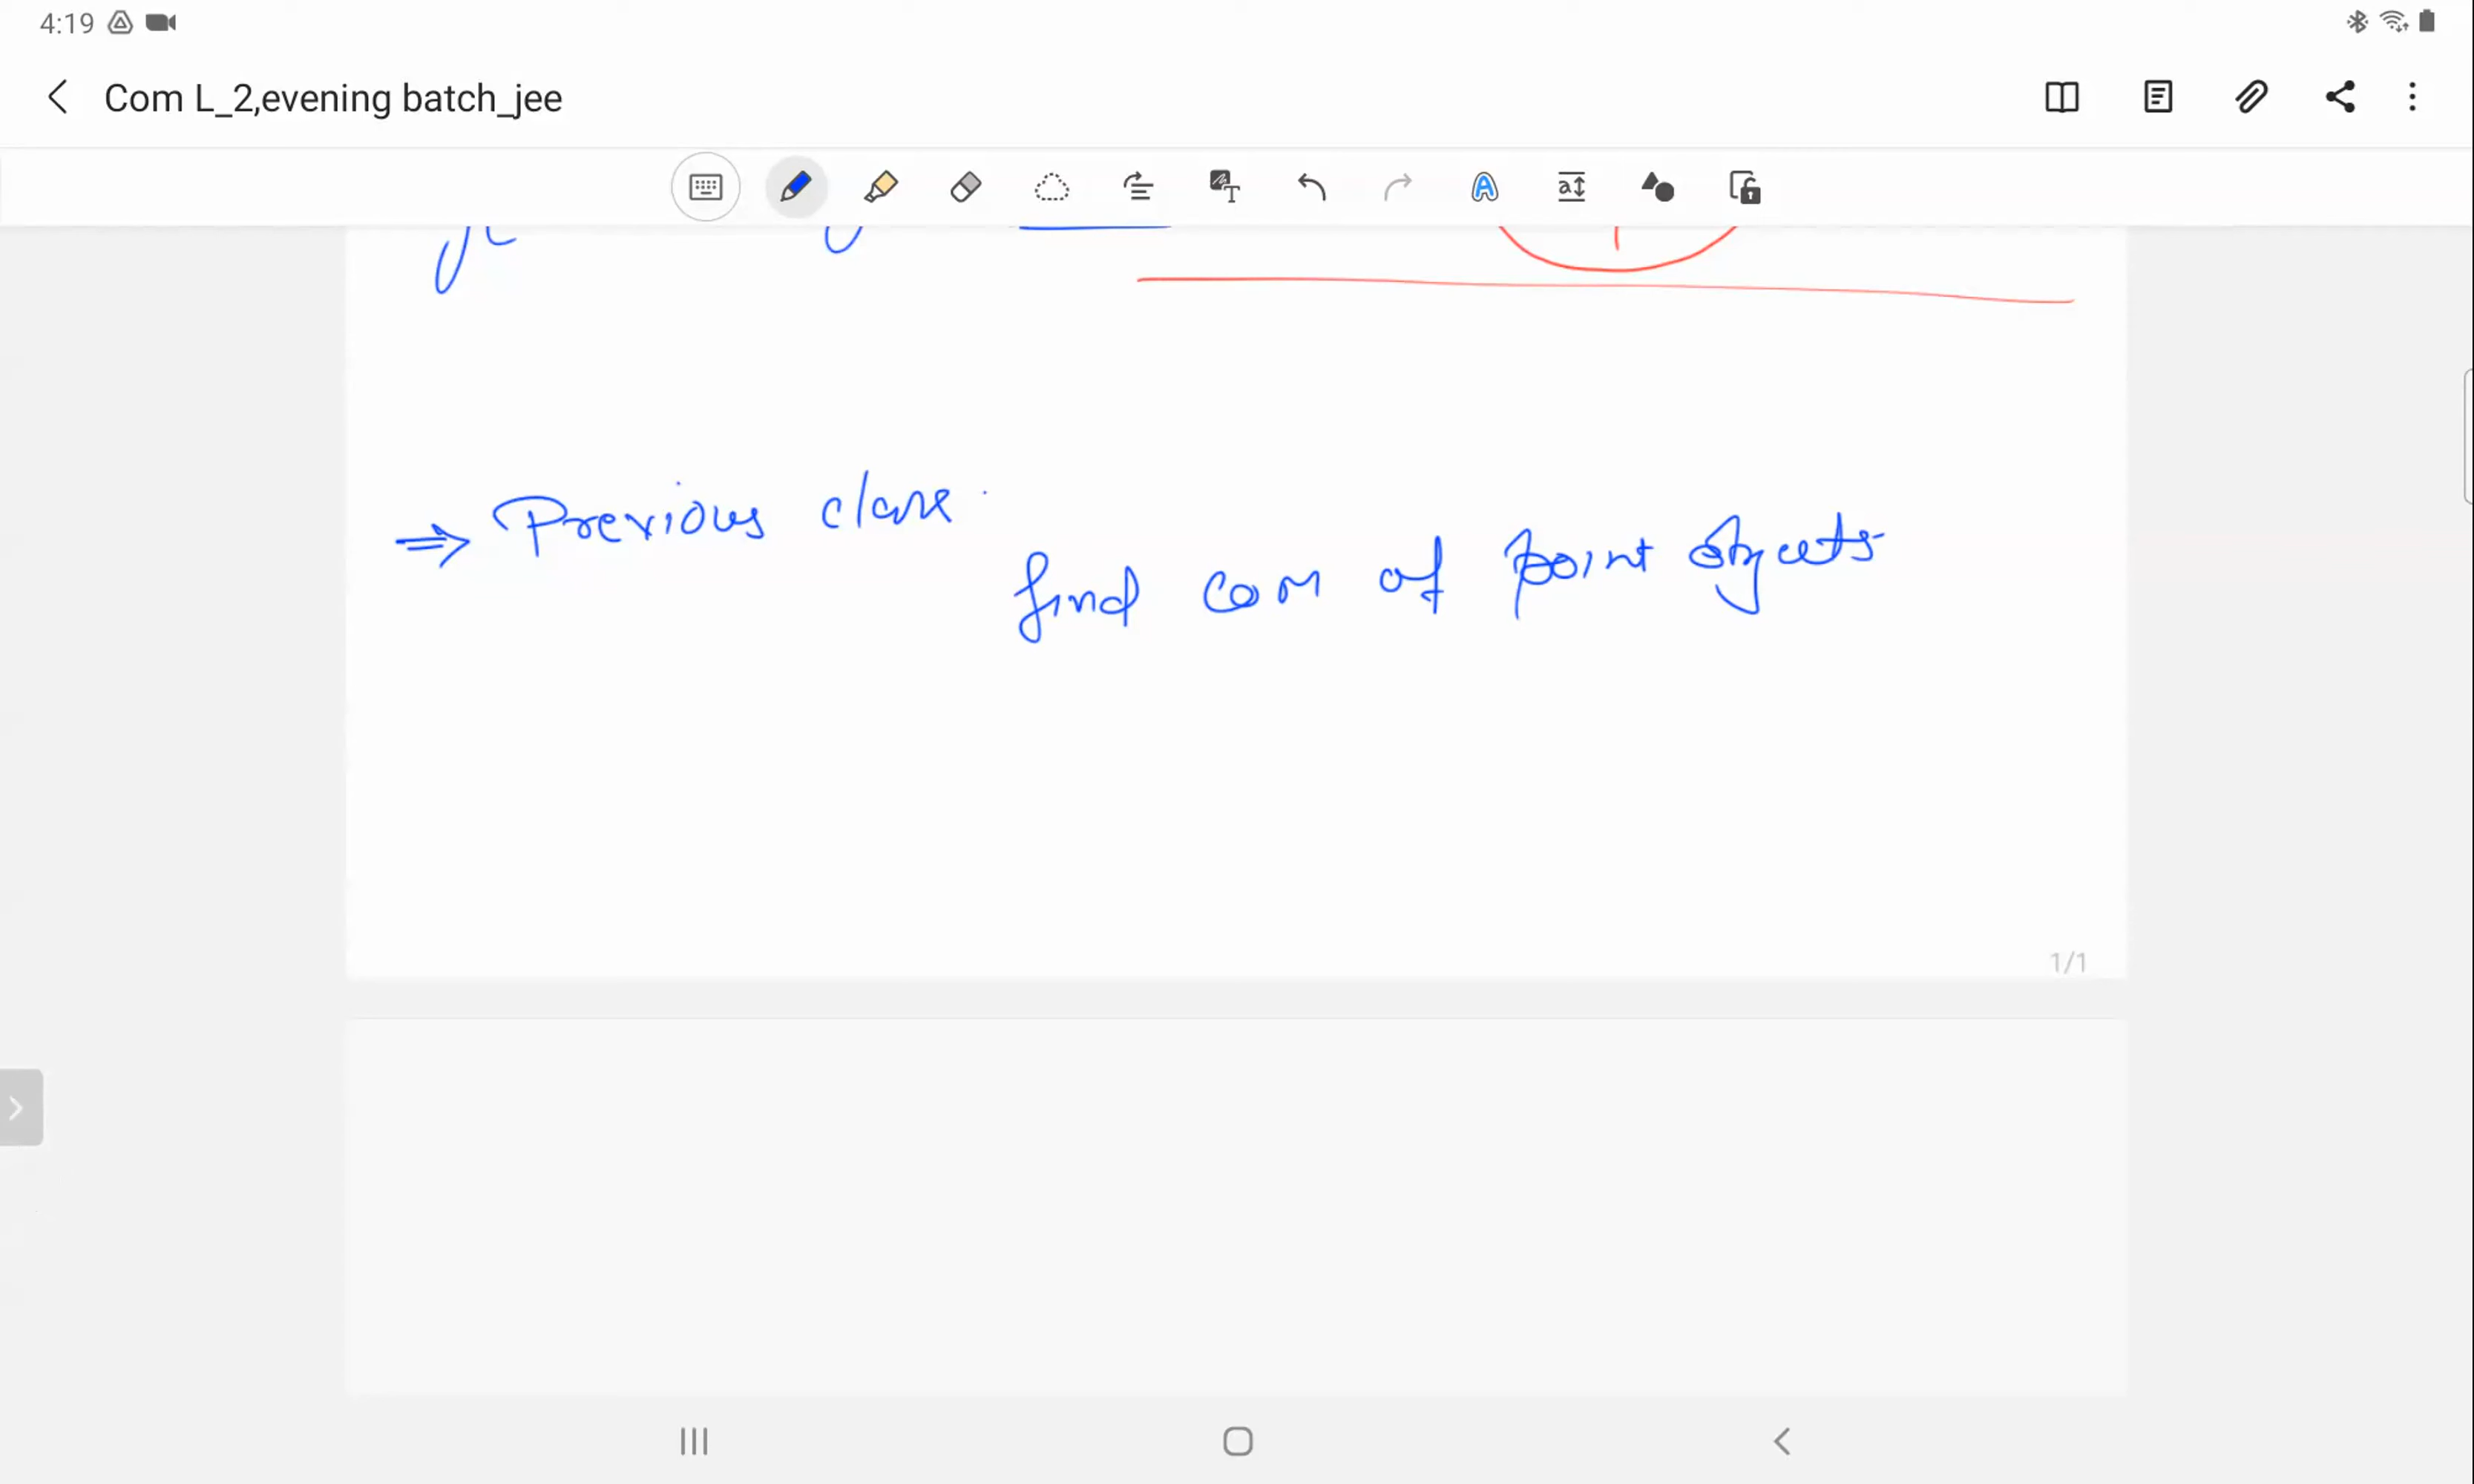 4:19
Com L_2,evening batch_jee
⇒ Previous class.
find COM of point objects
1/1